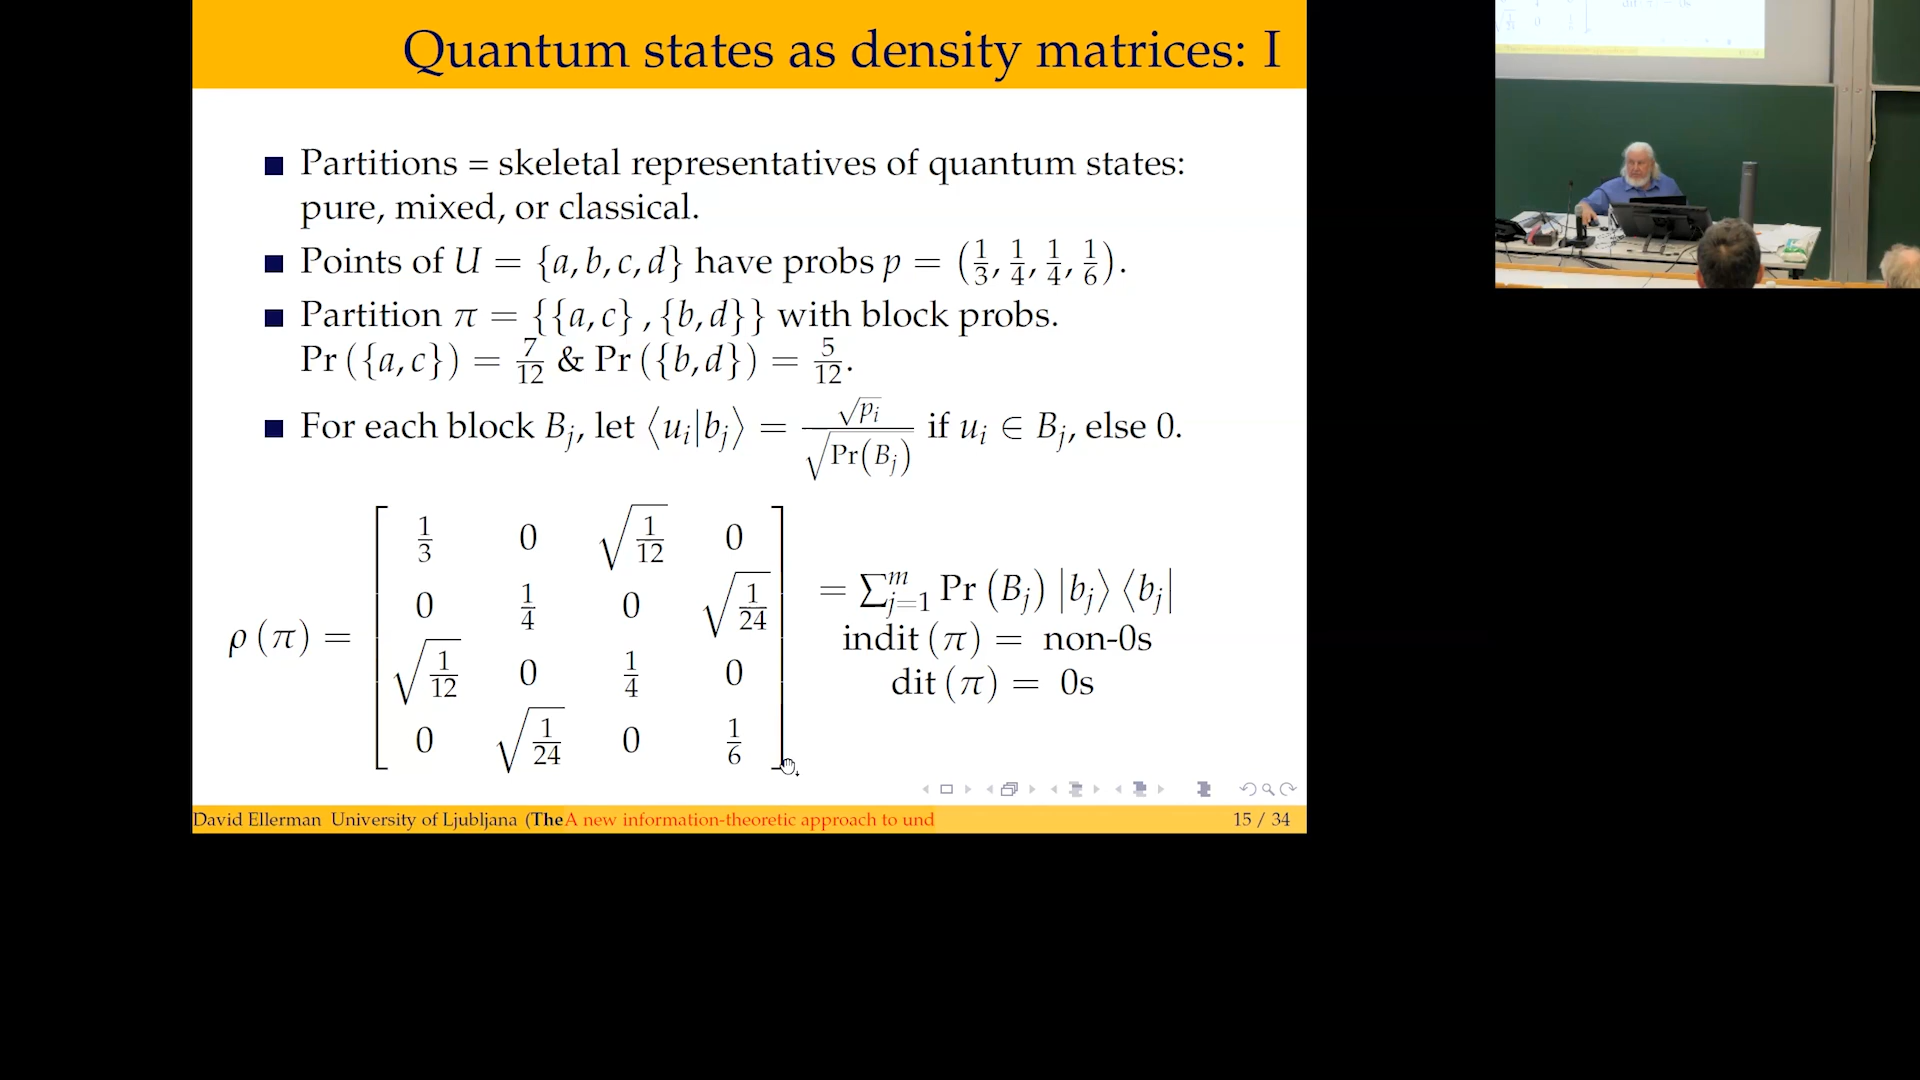 Quantum states as density matrices: I
Partitions = skeletal representatives of quantum states:
pure, mixed, or classical.
Points of U = {a, b, c, d} have probs p = (1/3, 1/4, 1/4, 1/6).
Partition π = {{a, c}, {b, d}} with block probs.
Pr({a, c}) = 7/12 & Pr({b, d}) = 5/12.
For each block B_j, let ⟨u_i|b_j⟩ = √p_i / √Pr(B_j) if u_i ∈ B_j, else 0.
1/3 0 √1/12 0
0 1/4 0 √1/24
ρ(π) =
√1/12 0 1/4 0
0 √1/24 0 1/6
= ∑_{j=1}^m Pr(B_j) |b_j⟩⟨b_j|
indit(π) = non-0s
dit(π) = 0s
David Ellerman University of Ljubljana (The A new information-theoretic approach to und 15 / 34